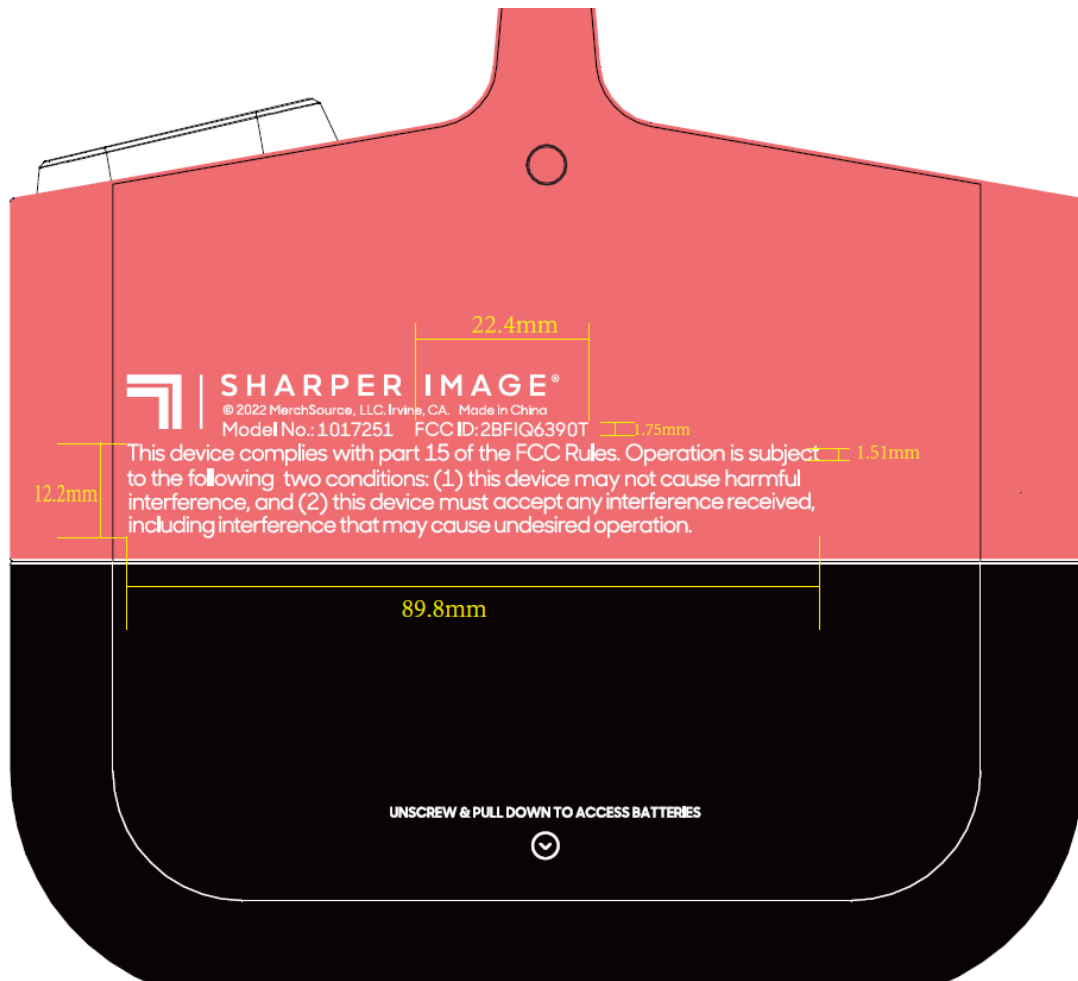 22.4mm
SHARPER IMAGE®
© 2022 MerchSource, LLC. Irvine, CA. Made in China
Model No.: 1017251 FCC ID:2BFIQ6390T
1.75mm
This device complies with part 15 of the FCC Rules. Operation is subject
1.51mm
to the following two conditions: (1) this device may not cause harmful
12.2mm
interference, and (2) this device must accept any interference received,
including interference that may cause undesired operation.
89.8mm
UNSCREW & PULL DOWN TO ACCESS BATTERIES